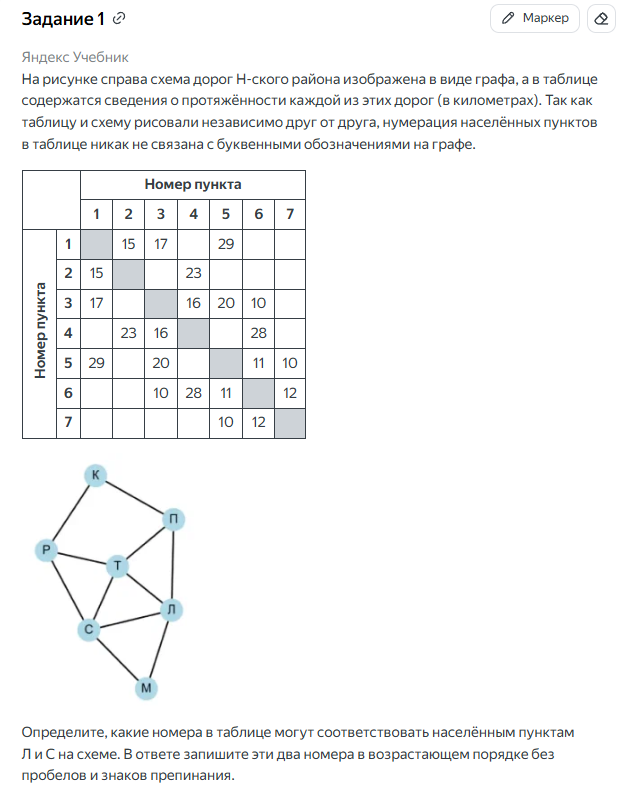 Задание 1
Маркер
Яндекс Учебник
На рисунке справа схема дорог Н-ского района изображена в виде графа, а в таблице
содержатся сведения о протяжённости каждой из этих дорог (в километрах). Так как
таблицу и схему рисовали независимо друг от друга, нумерация населённых пунктов
в таблице никак не связана с буквенными обозначениями на графе.
Номер пункта
1 2 3 4 5 6 7
Номер пункта
1 15 17 29
2 15 23
3 17 16 20 10
4 23 16 28
5 29 20 11 10
6 10 28 11 12
7 10 12
К
П
Р
Т
Л
С
М
Определите, какие номера в таблице могут соответствовать населённым пунктам
Л и С на схеме. В ответе запишите эти два номера в возрастающем порядке без
пробелов и знаков препинания.